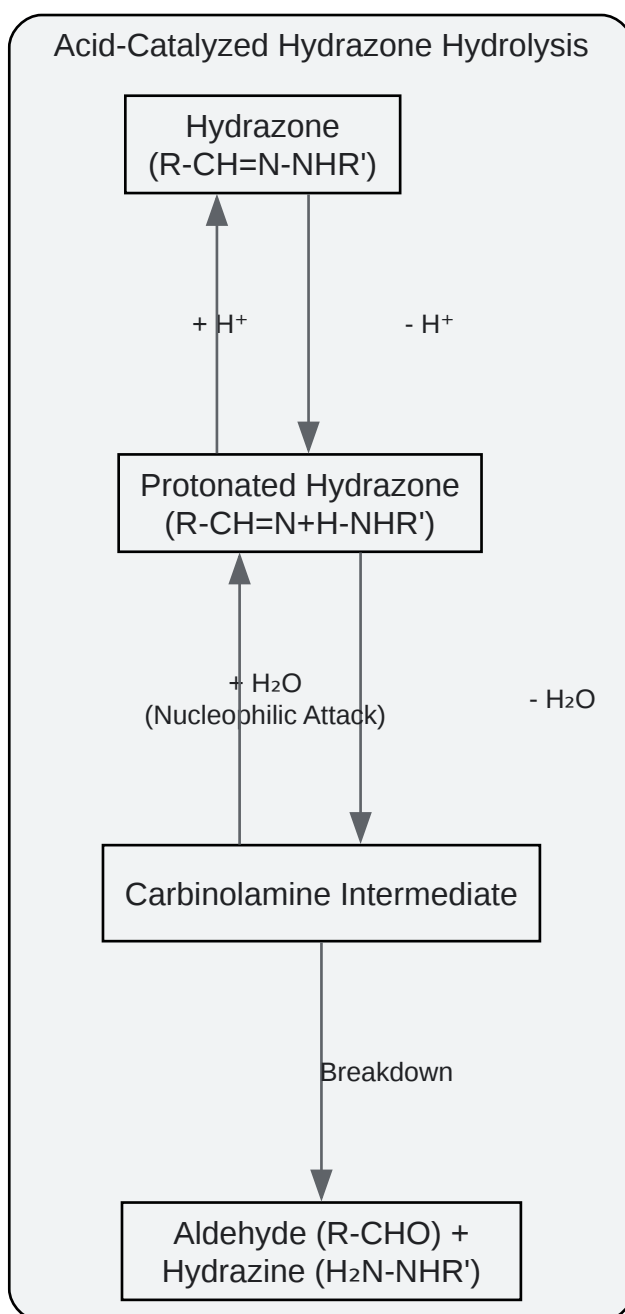 Acid-Catalyzed Hydrazone Hydrolysis
Hydrazone
(R-CH=N-NHR')
+ H⁺
- H⁺
Protonated Hydrazone
(R-CH=N+H-NHR')
+ H₂O
(Nucleophilic Attack)
- H₂O
Carbinolamine Intermediate
Breakdown
Aldehyde (R-CHO) +
Hydrazine (H₂N-NHR')